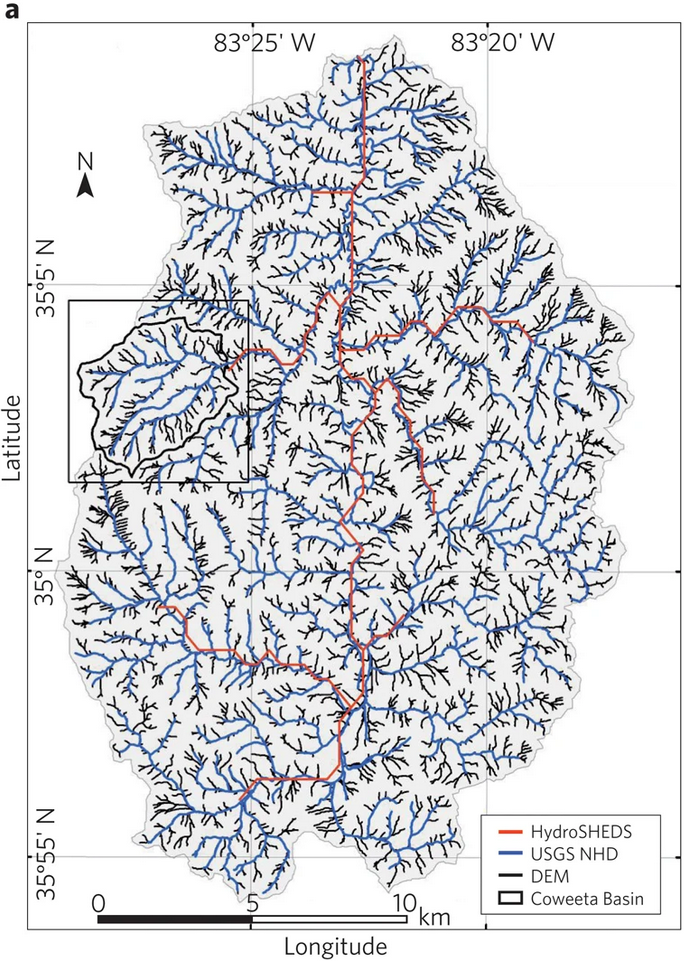 a
83°25' W 83°20' W
N
35°5' N
Latitude
35° N
35°55' N
HydroSHEDS
USGS NHD
DEM
Coweeta Basin
0 5 10 km
Longitude